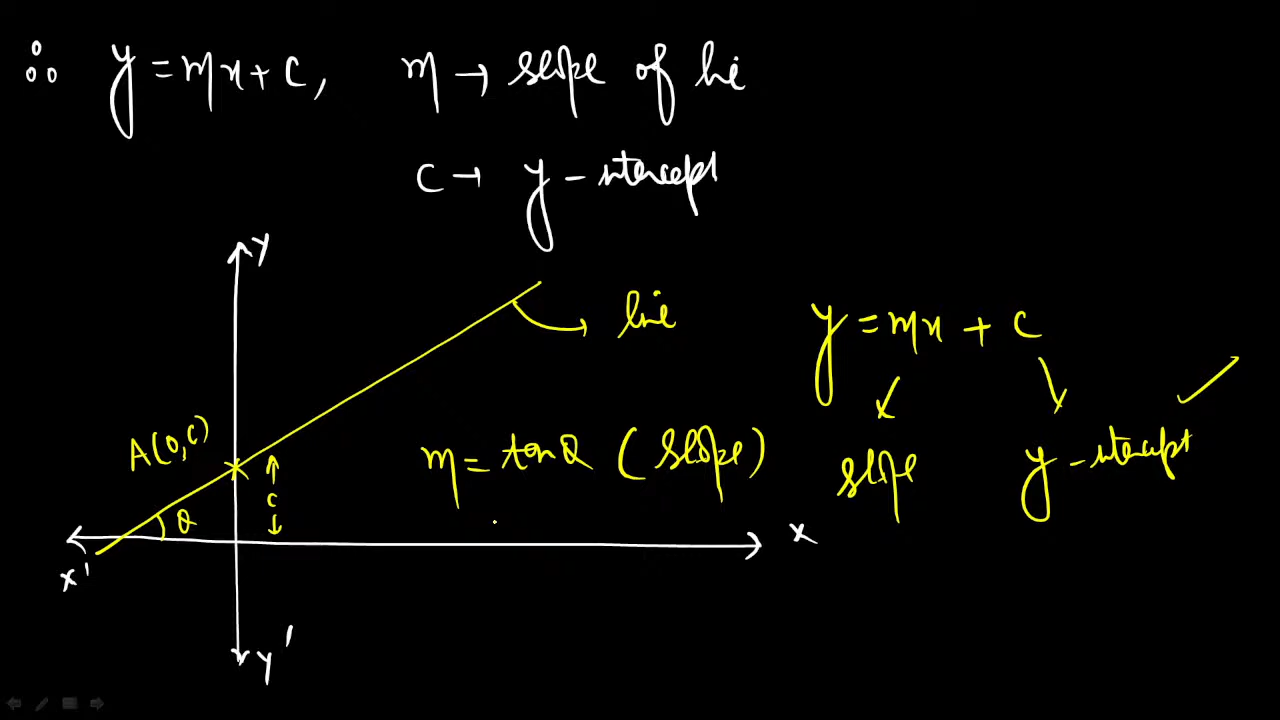 ∴ y = mx + c, m → slope of line
c → y - intercept
y
line
y = mx + c
A(0,c)
m = tanθ (slope)
slope
y - intercept
c
θ
x
x'
y'